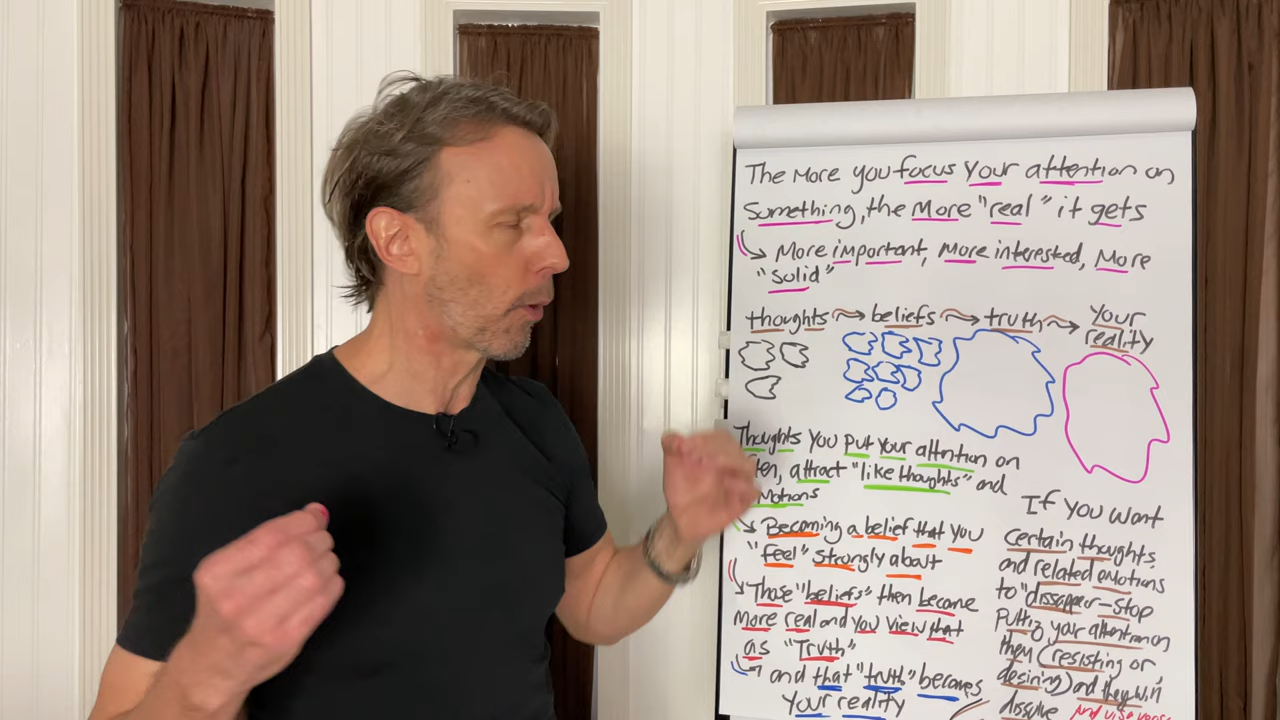 The More you focus Your attention on
Something, the More "real" it gets
More important, More interested, More
"Solid"
thoughts beliefs truth Your
reality
Thoughts You put Your attention on
attract "like thoughts" and
Becoming a belief that you
"feel" strongly about
Those "beliefs" then become
More real and you view that
as "Truth"
and that "truth" becomes
Your reality
If you want
Certain thoughts
and related emotions
to "dissapear-stop
Putting your attention on
them (resisting or
desiring) and they will
dissolve And vise versa